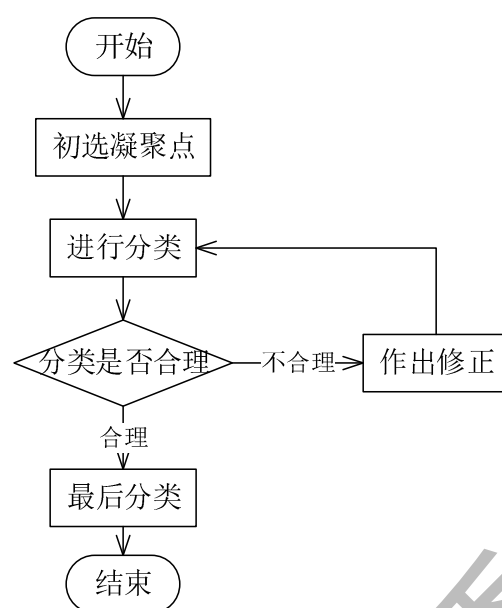 开始
初选凝聚点
进行分类
分类是否合理
不合理
作出修正
合理
最后分类
结束